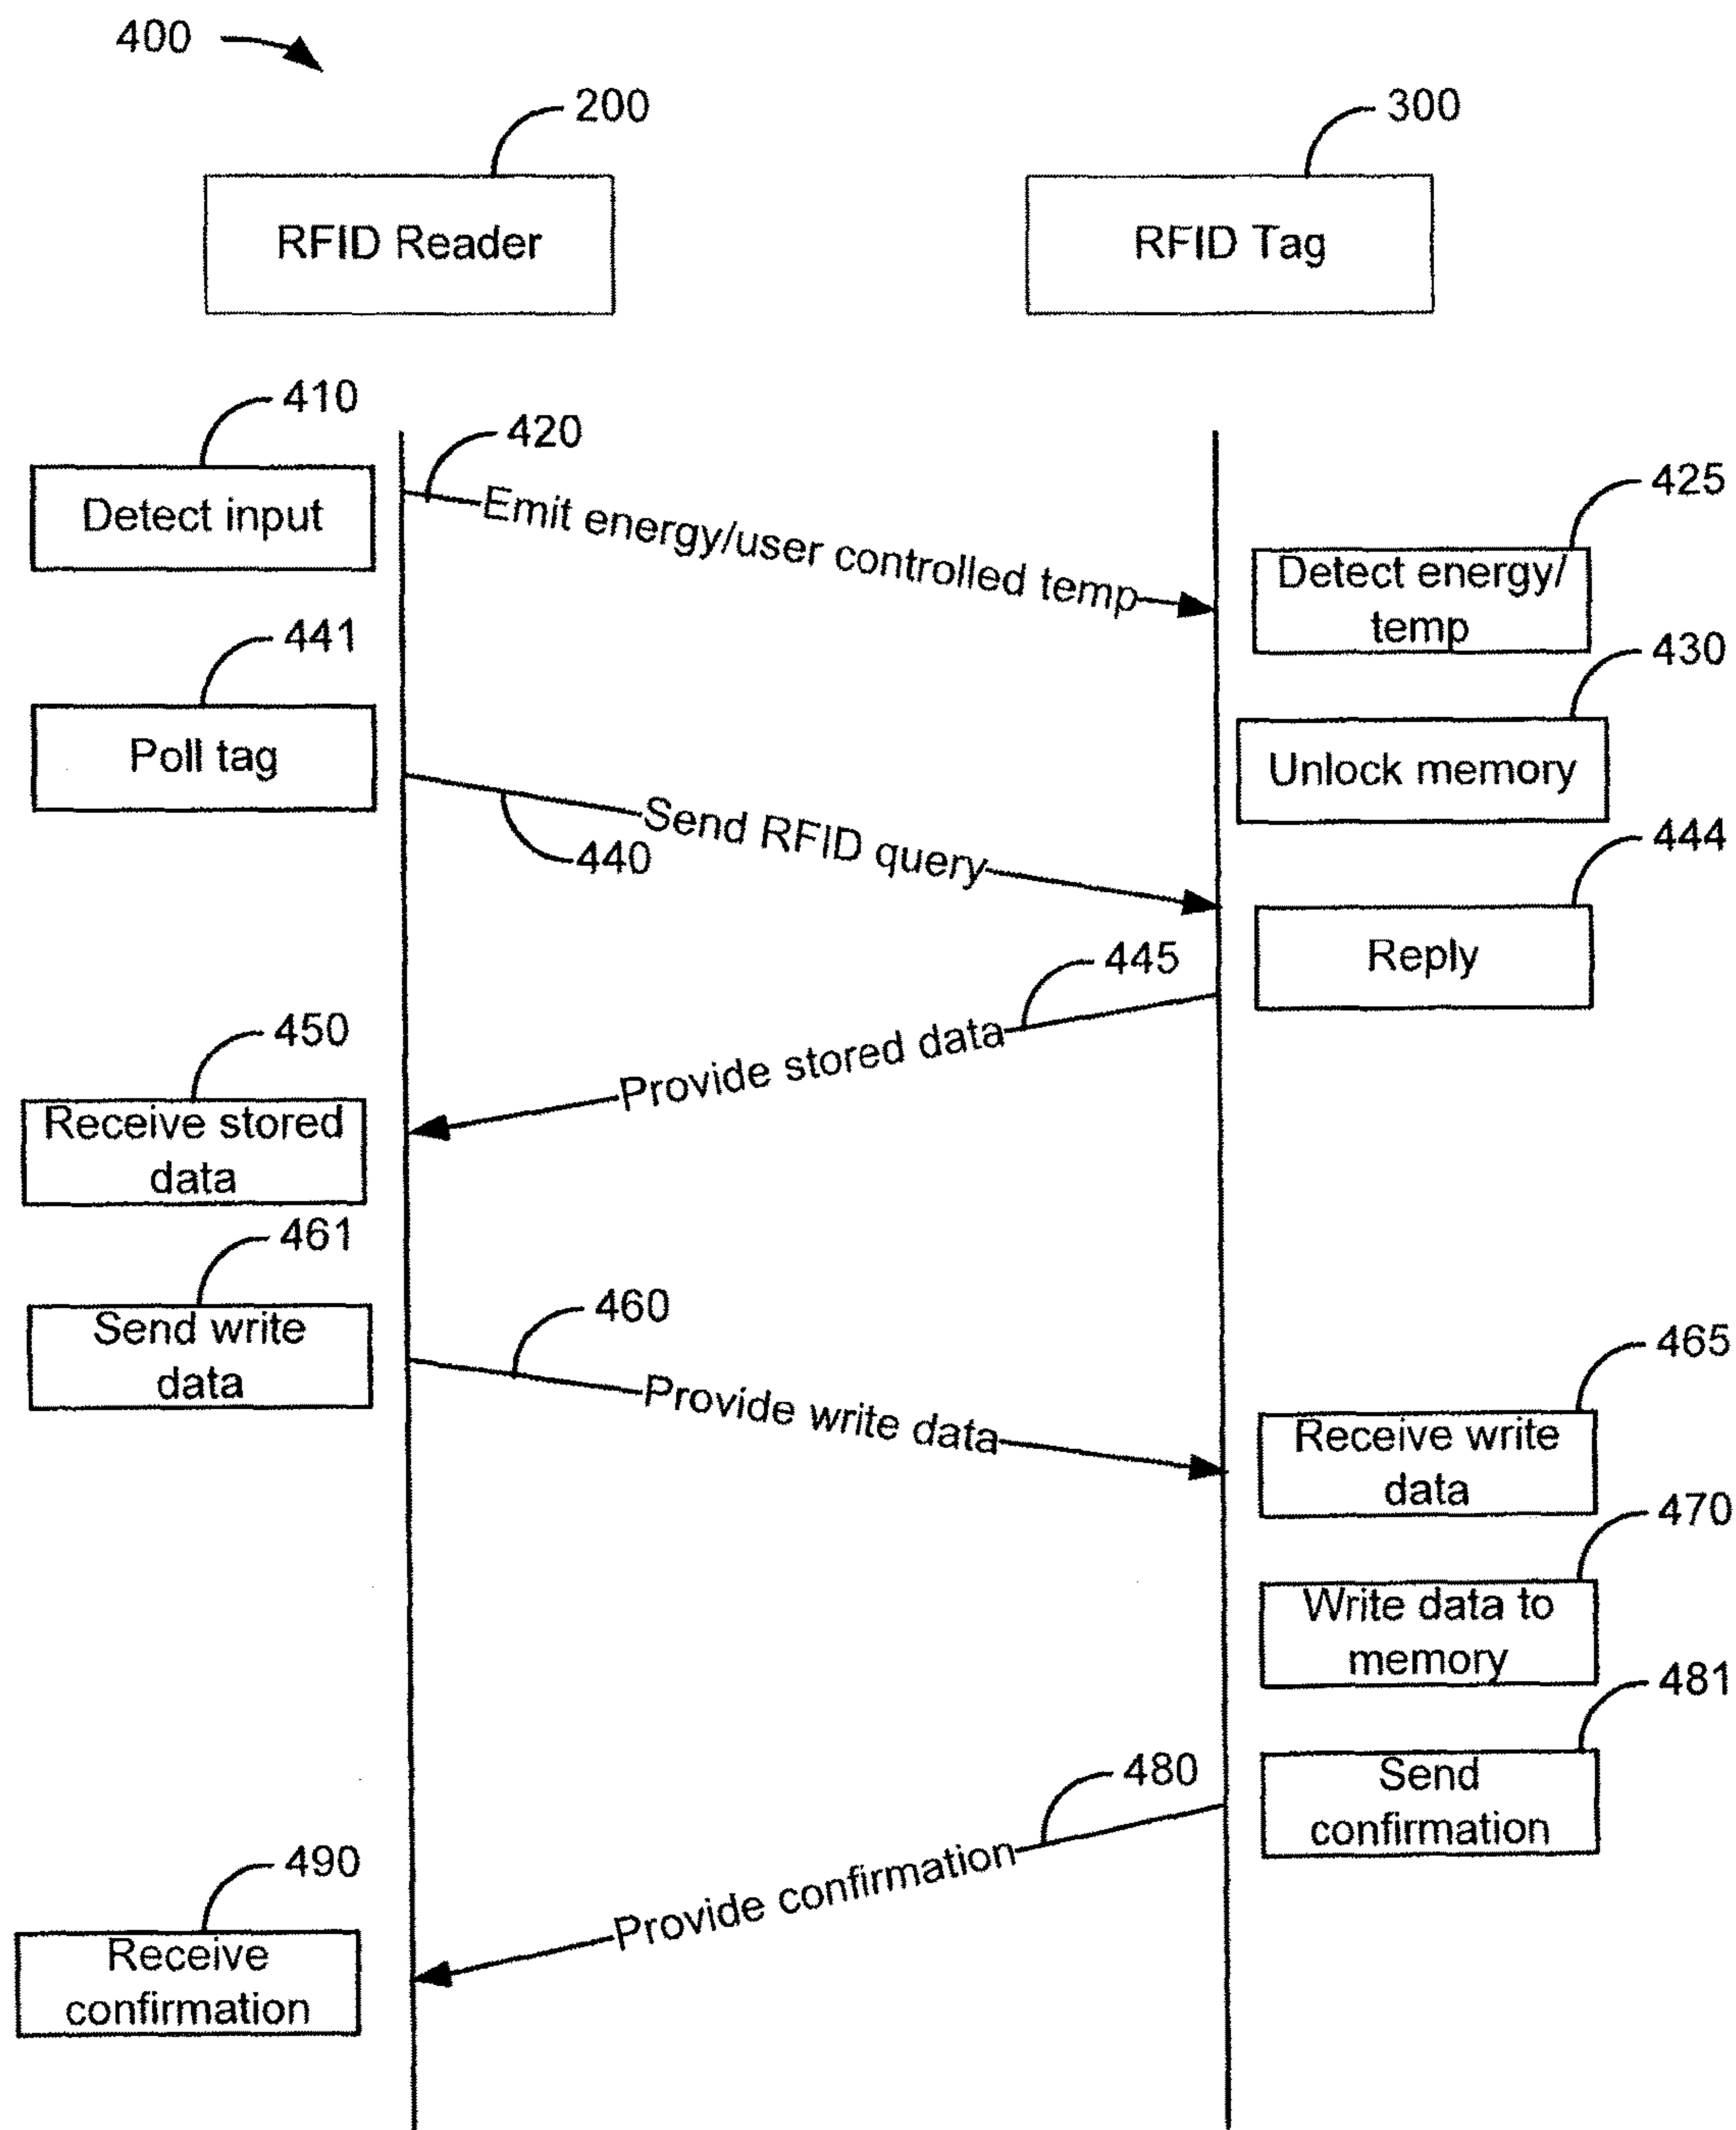 400
200
300
RFID Reader
RFID Tag
410
420
Detect input
Emit energy/user controlled temp
425
Detect energy/
temp
441
430
Poll tag
Unlock memory
Send RFID query
440
444
Reply
445
Provide stored data
450
Receive stored
data
461
Send write
data
460
Provide write data
465
Receive write
data
470
Write data to
memory
481
Send
confirmation
480
Provide confirmation
490
Receive
confirmation